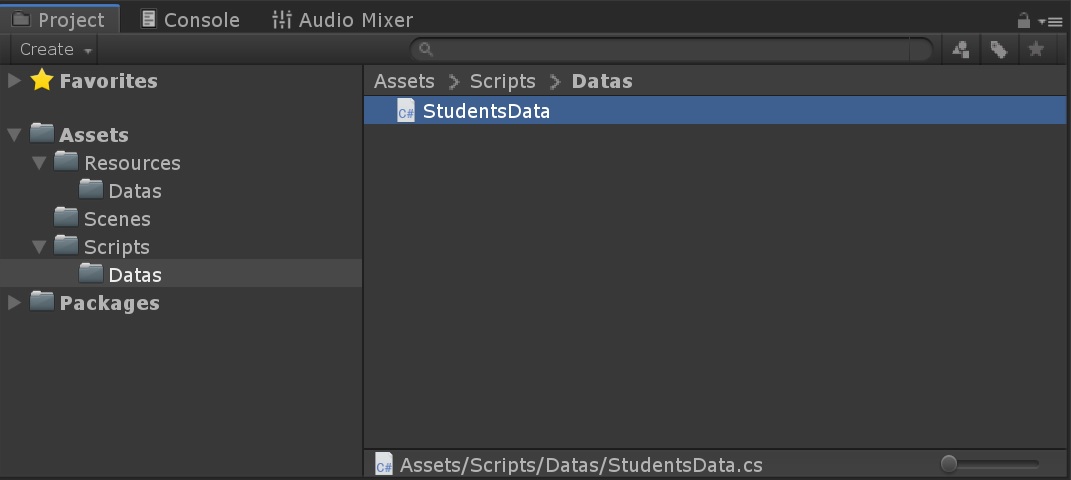 Project
Console
Audio Mixer
Create
Favorites
Assets
Resources
Datas
Scenes
Scripts
Datas
Packages
Assets > Scripts > Datas
C# StudentsData
C# Assets/Scripts/Datas/StudentsData.cs